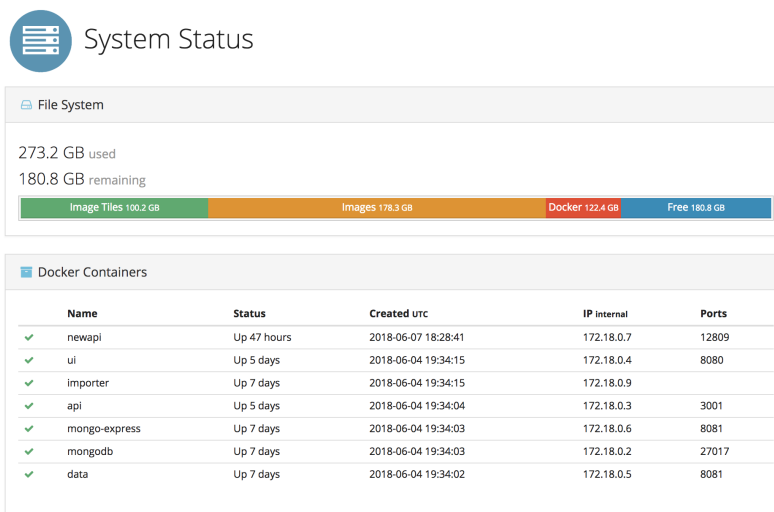 System Status
File System
273.2 GB used
180.8 GB remaining
Image Tiles 100.2 GB Images 178.3 GB Docker 122.4 GB Free 180.8 GB
Docker Containers
Name Status Created UTC IP internal Ports
newapi Up 47 hours 2018-06-07 18:28:41 172.18.0.7 12809
ui Up 5 days 2018-06-04 19:34:15 172.18.0.4 8080
importer Up 7 days 2018-06-04 19:34:15 172.18.0.9
api Up 5 days 2018-06-04 19:34:04 172.18.0.3 3001
mongo-express Up 7 days 2018-06-04 19:34:03 172.18.0.6 8081
mongodb Up 7 days 2018-06-04 19:34:03 172.18.0.2 27017
data Up 7 days 2018-06-04 19:34:02 172.18.0.5 8081